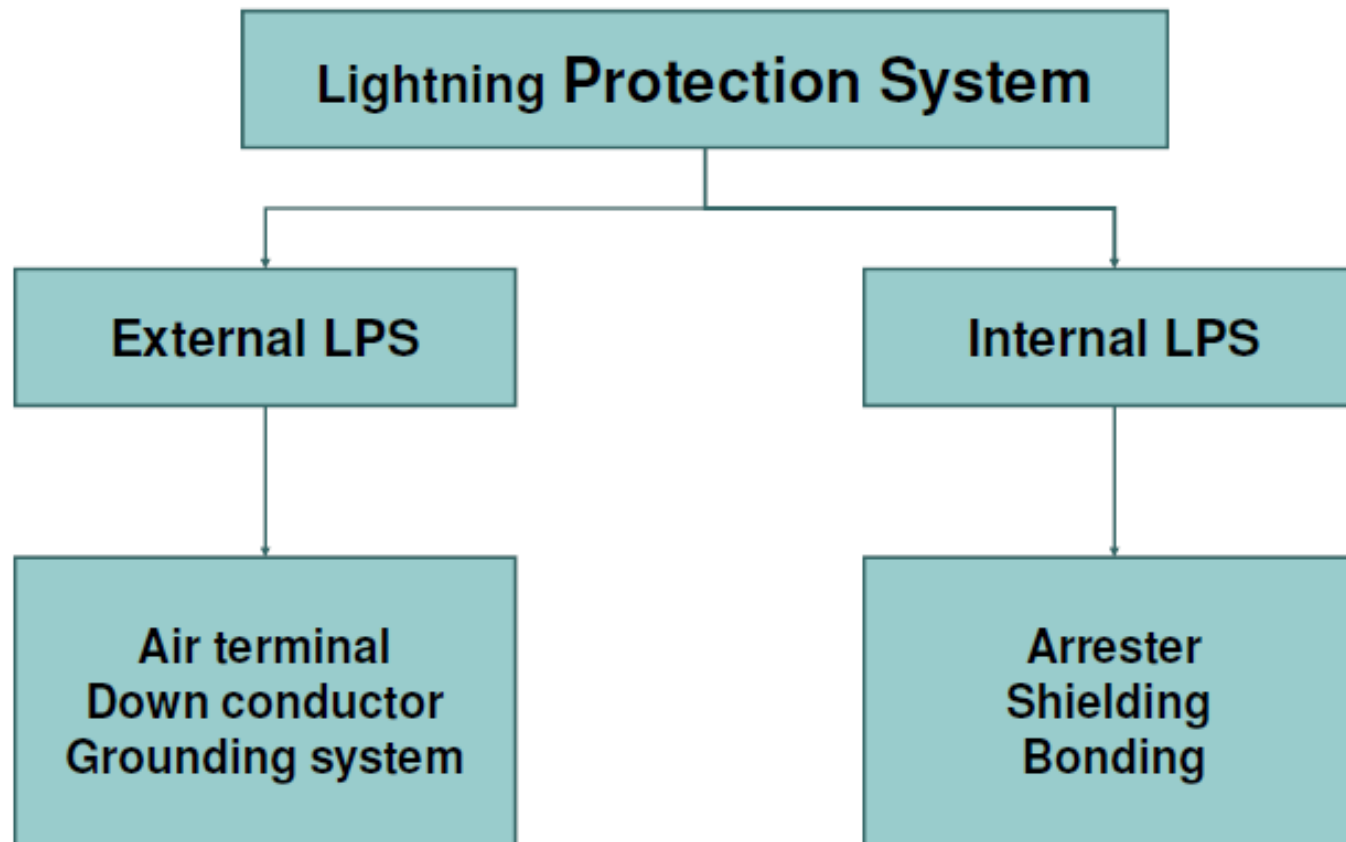 Lightning Protection System
External LPS
Internal LPS
Air terminal
Down conductor
Grounding system
Arrester
Shielding
Bonding